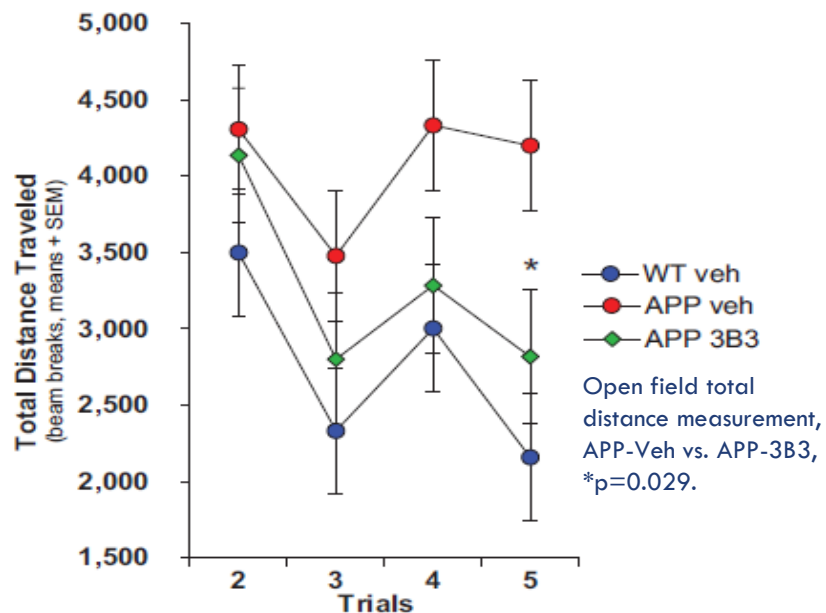 Total Distance Traveled
(beam breaks, means + SEM)
5,000
4,500
4,000
3,500
3,000
2,500
2,000
1,500
2
3
4
5
Trials
*
WT veh
APP veh
APP 3B3
Open field total
distance measurement,
APP-Veh vs. APP-3B3,
*p=0.029.